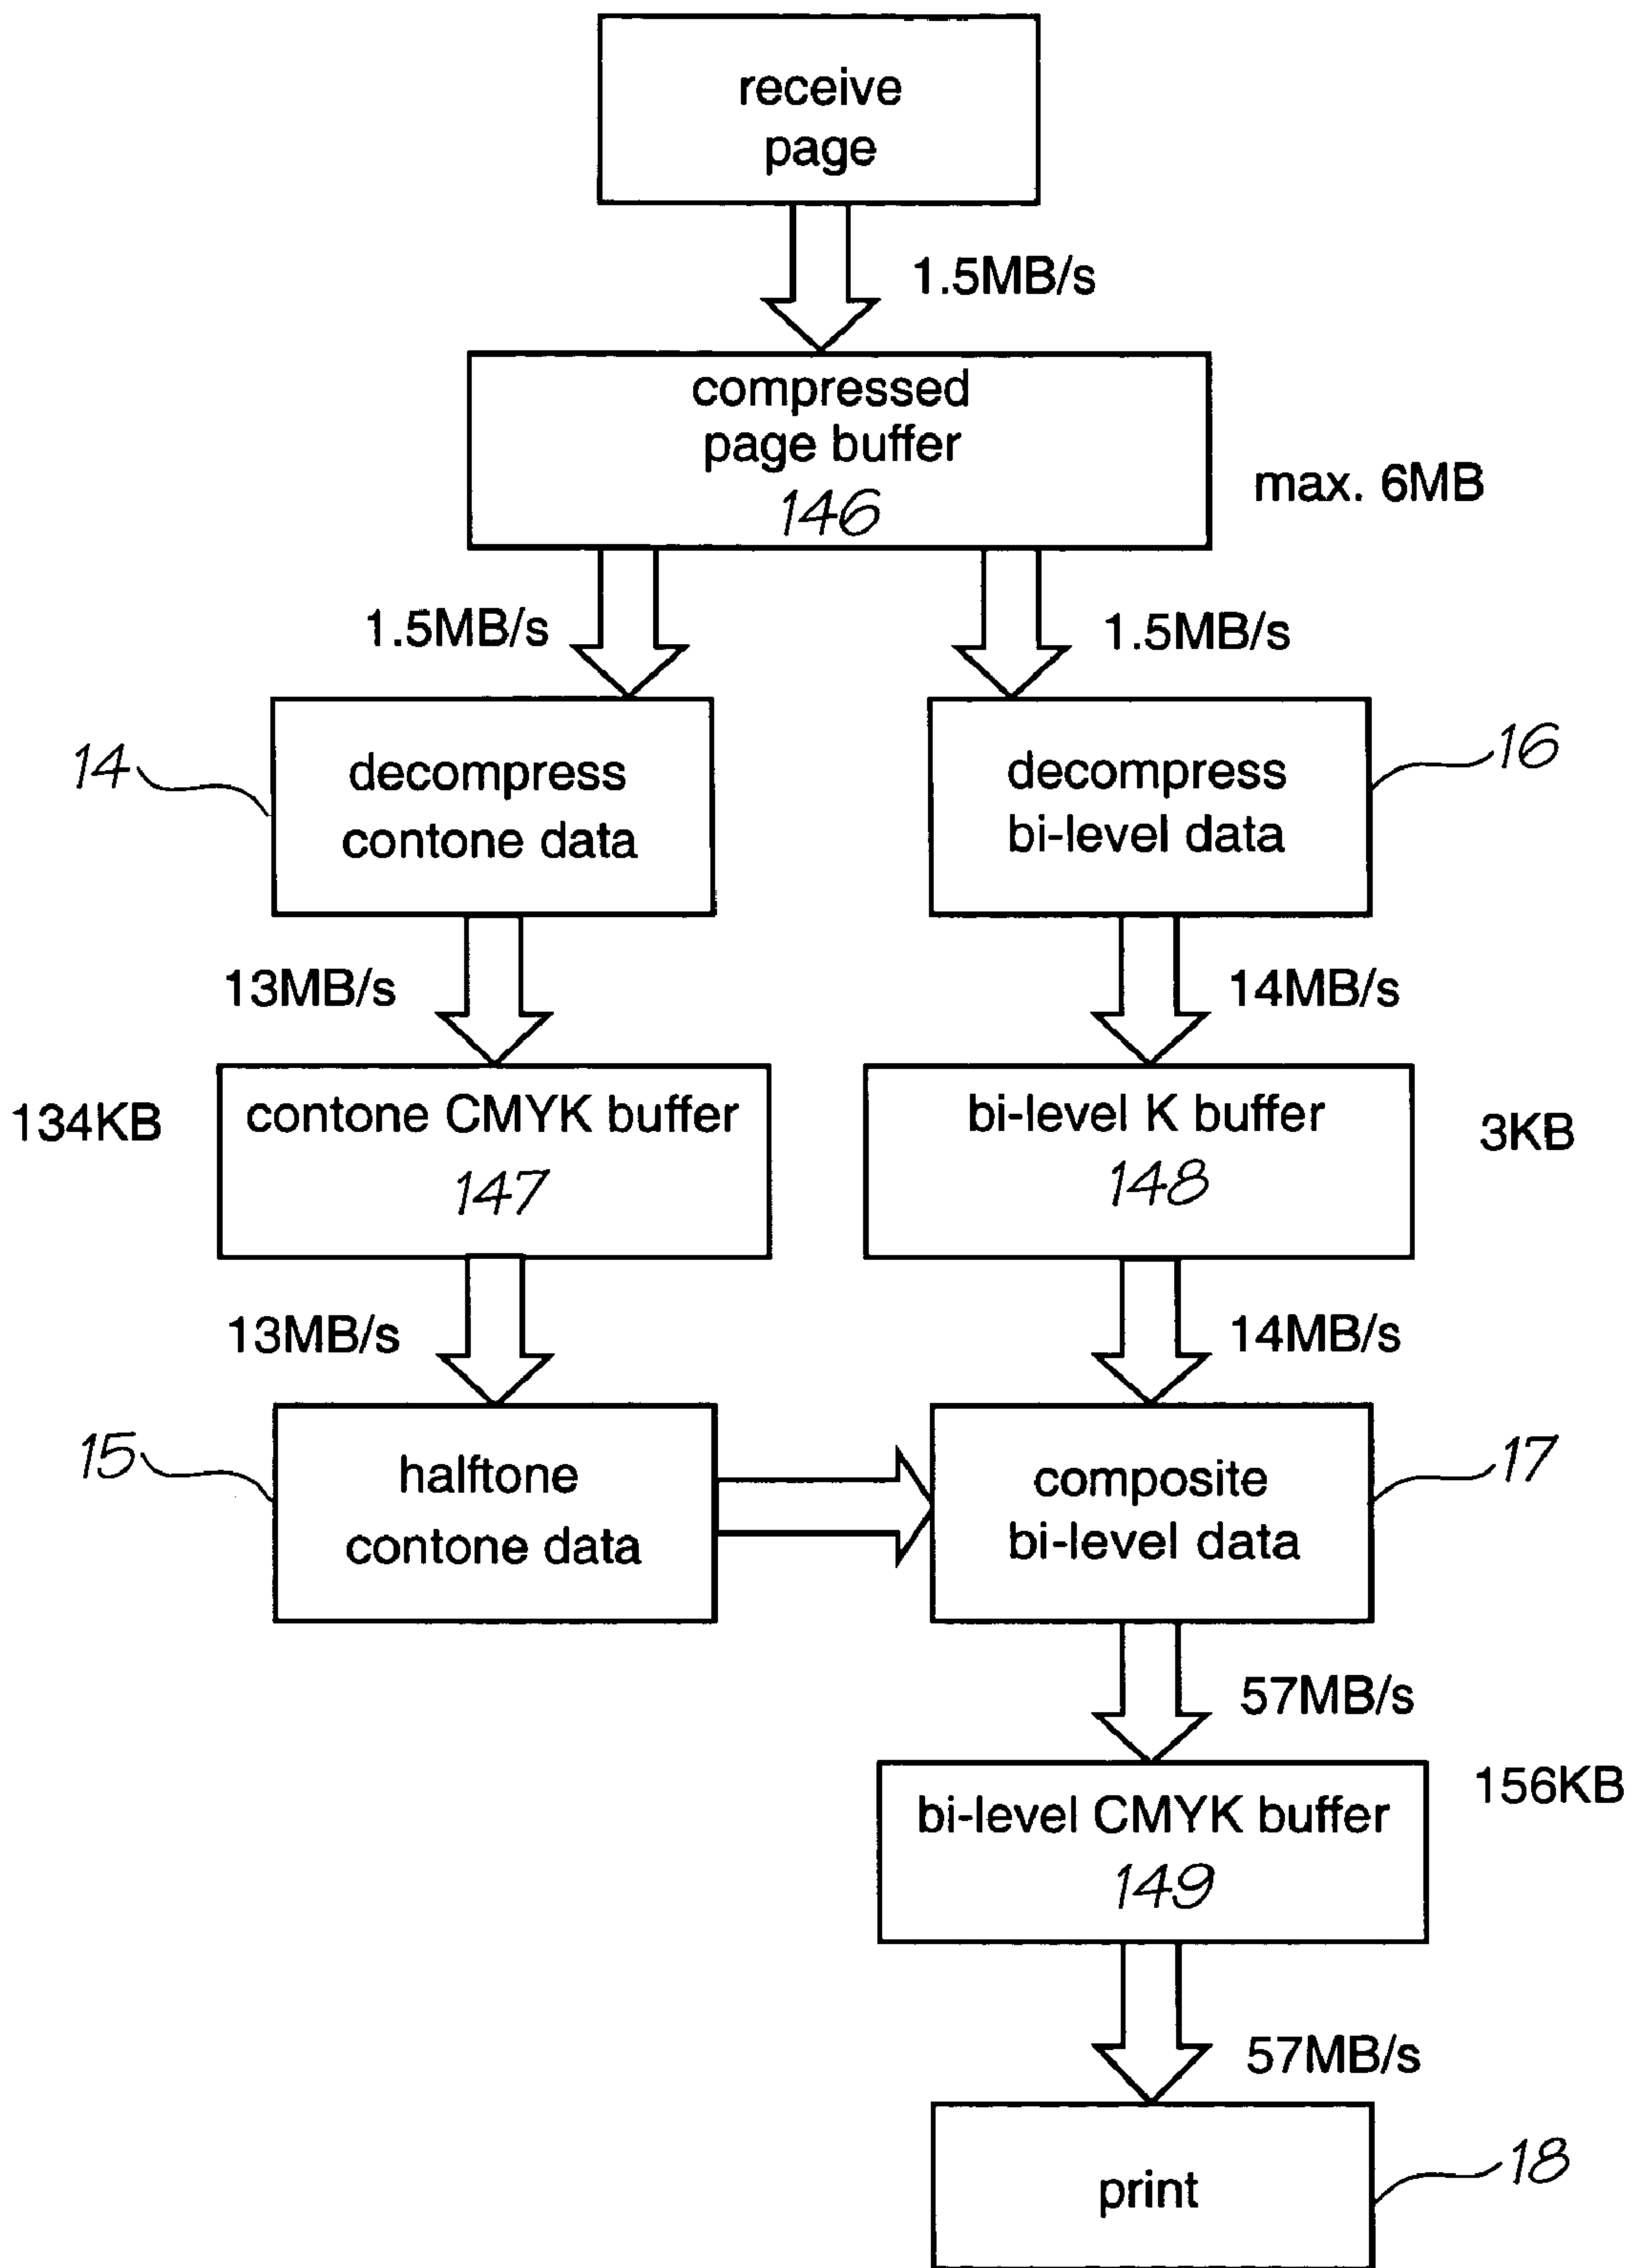 receive
page
1.5MB/s
compressed
page buffer
146
max. 6MB
1.5MB/s
1.5MB/s
14
decompress
contone data
decompress
bi-level data
16
13MB/s
14MB/s
134KB
contone CMYK buffer
147
bi-level K buffer
148
3KB
13MB/s
14MB/s
15
halftone
contone data
composite
bi-level data
17
57MB/s
bi-level CMYK buffer
149
156KB
57MB/s
print
18